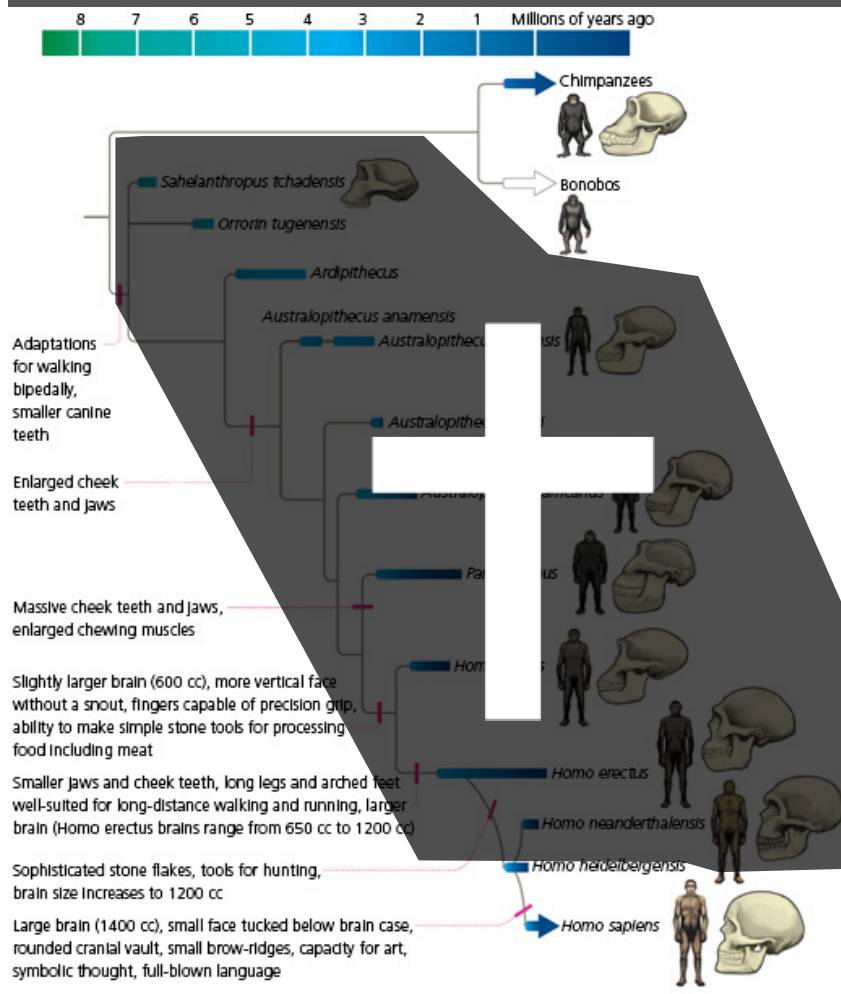 8 7 6 5 4 3 2 1 Millions of years ago
Chimpanzees
Sahelanthropus tchadensis
Bonobos
Orrorin tugenensis
Ardipithecus
Australopithecus anamensis
Adaptations
for walking
bipedally,
smaller canine
teeth
Enlarged cheek
teeth and jaws
Massive cheek teeth and jaws,
enlarged chewing muscles
Slightly larger brain (600 cc), more vertical face
without a snout, fingers capable of precision grip,
ability to make simple stone tools for processing
food including meat
Smaller jaws and cheek teeth, long legs and arched feet
well-suited for long-distance walking and running, larger
brain (Homo erectus brains range from 650 cc to 1200 cc)
Homo erectus
Homo neanderthalensis
Sophisticated stone flakes, tools for hunting,
brain size increases to 1200 cc
Homo heidelbergensis
Large brain (1400 cc), small face tucked below brain case,
rounded cranial vault, small brow-ridges, capacity for art,
symbolic thought, full-blown language
Homo sapiens